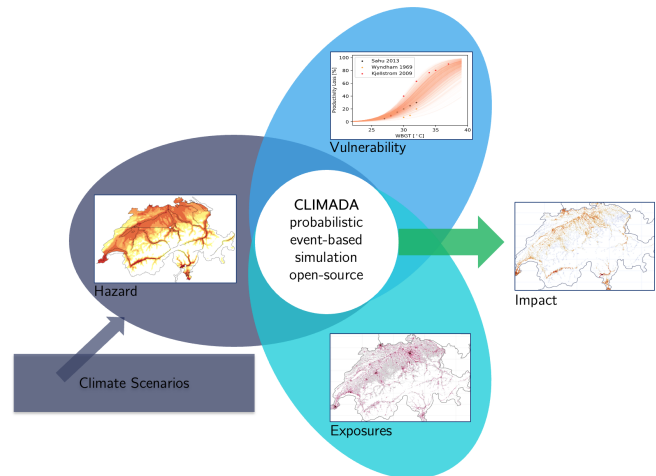 100
80
60
40
20
0
Productivity Loss [%]
Sahu 2013
Wyndham 1969
Kjellstrom 2009
25
30
35
40
WBGT [°C]
Vulnerability
CLIMADA
probabilistic
event-based
simulation
open-source
Hazard
Impact
Climate Scenarios
Exposures